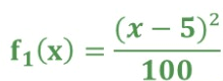 f₁(x) = (x − 5)² / 100